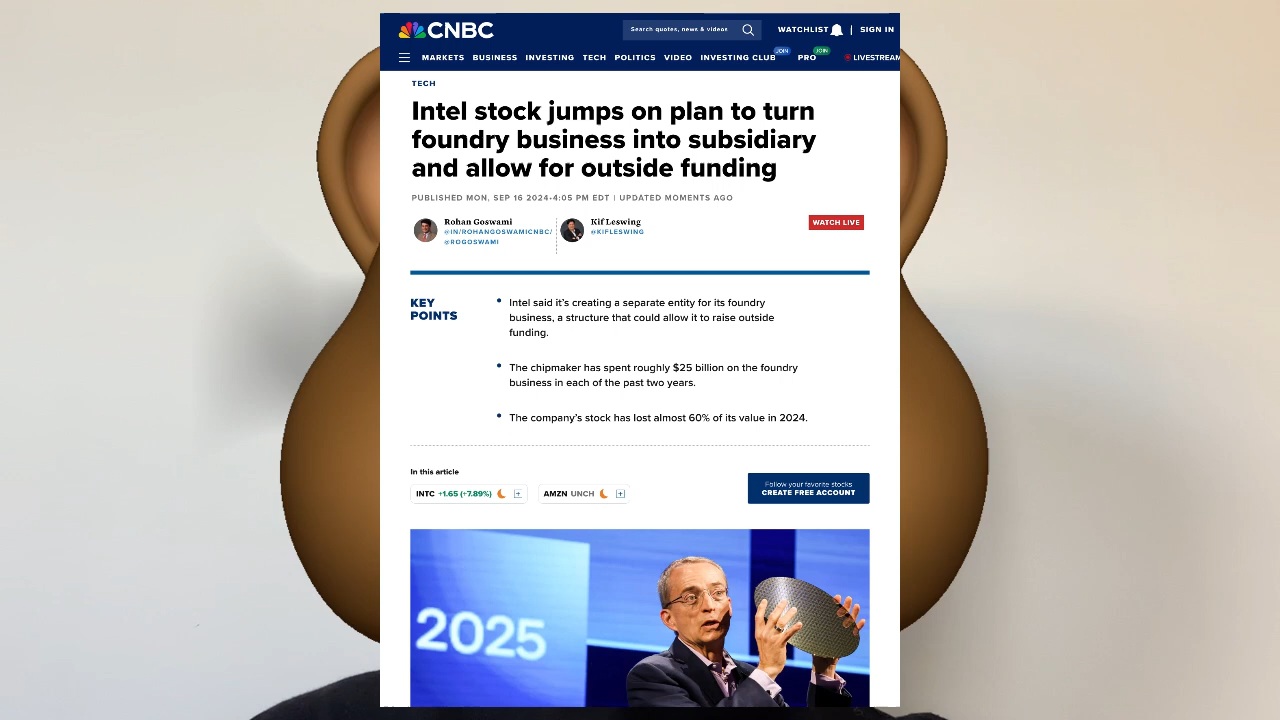 CNBC
Search quotes, news & videos
WATCHLIST | SIGN IN
MARKETS BUSINESS INVESTING TECH POLITICS VIDEO INVESTING CLUB JOIN PRO JOIN LIVESTREAM
TECH
Intel stock jumps on plan to turn
foundry business into subsidiary
and allow for outside funding
PUBLISHED MON, SEP 16 2024•4:05 PM EDT | UPDATED MOMENTS AGO
Rohan Goswami
@IN/ROHANGOSWAMICNBC/
@ROGOSWAMI
Kif Leswing
@KIFLESWING
WATCH LIVE
KEY
POINTS
• Intel said it’s creating a separate entity for its foundry
business, a structure that could allow it to raise outside
funding.
• The chipmaker has spent roughly $25 billion on the foundry
business in each of the past two years.
• The company’s stock has lost almost 60% of its value in 2024.
In this article
INTC +1.65 (+7.89%)
AMZN UNCH
Follow your favorite stocks
CREATE FREE ACCOUNT
2025